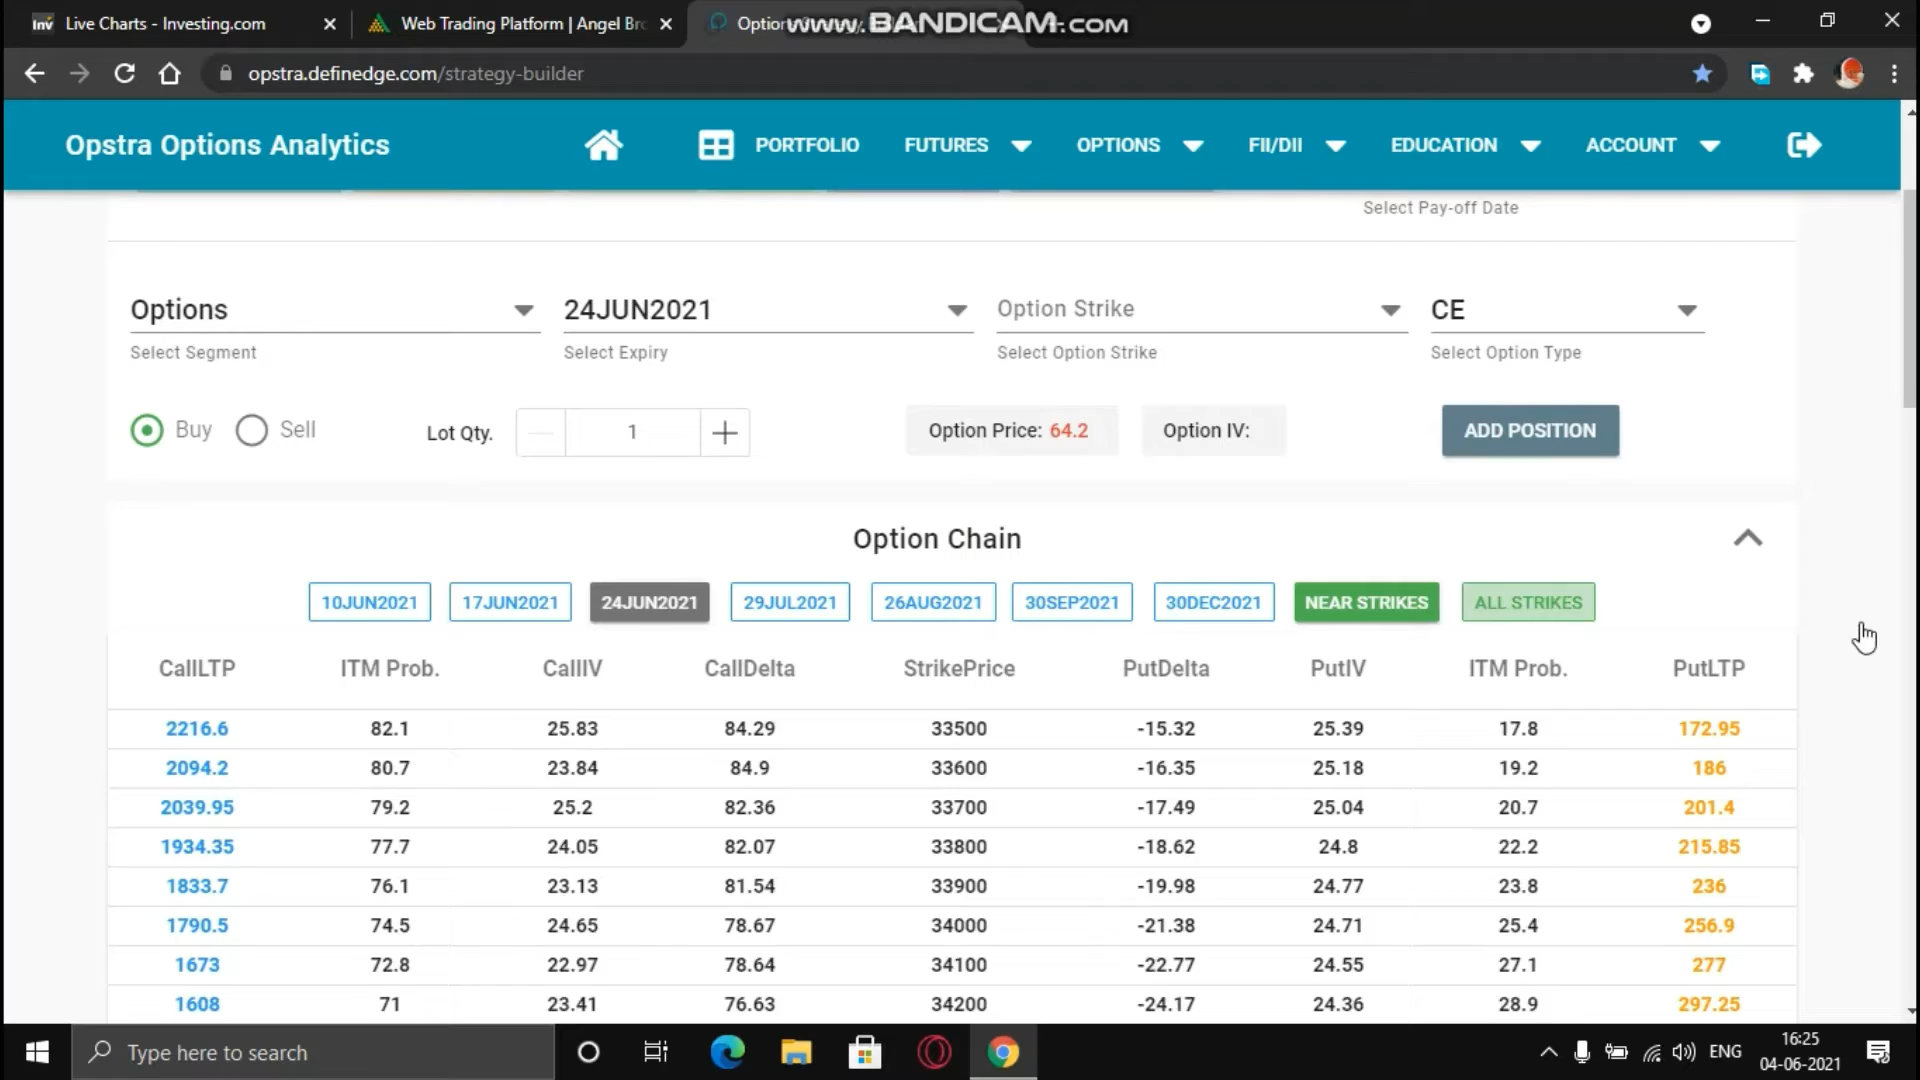 Inv Live Charts - Investing.com
Web Trading Platform | Angel Bro
Option
www.BANDICAM.com
opstra.definedge.com/strategy-builder
Opstra Options Analytics
PORTFOLIO
FUTURES
OPTIONS
FII/DII
EDUCATION
ACCOUNT
Select Pay-off Date
Options
24JUN2021
Option Strike
CE
Select Segment
Select Expiry
Select Option Strike
Select Option Type
Buy
Sell
Lot Qty.
1
Option Price: 64.2
Option IV:
ADD POSITION
Option Chain
10JUN2021 17JUN2021 24JUN2021 29JUL2021 26AUG2021 30SEP2021 30DEC2021 NEAR STRIKES ALL STRIKES
CallLTP ITM Prob. CallIV CallDelta StrikePrice PutDelta PutIV ITM Prob. PutLTP
2216.6 82.1 25.83 84.29 33500 -15.32 25.39 17.8 172.95
2094.2 80.7 23.84 84.9 33600 -16.35 25.18 19.2 186
2039.95 79.2 25.2 82.36 33700 -17.49 25.04 20.7 201.4
1934.35 77.7 24.05 82.07 33800 -18.62 24.8 22.2 215.85
1833.7 76.1 23.13 81.54 33900 -19.98 24.77 23.8 236
1790.5 74.5 24.65 78.67 34000 -21.38 24.71 25.4 256.9
1673 72.8 22.97 78.64 34100 -22.77 24.55 27.1 277
1608 71 23.41 76.63 34200 -24.17 24.36 28.9 297.25
Type here to search
ENG
16:25
04-06-2021